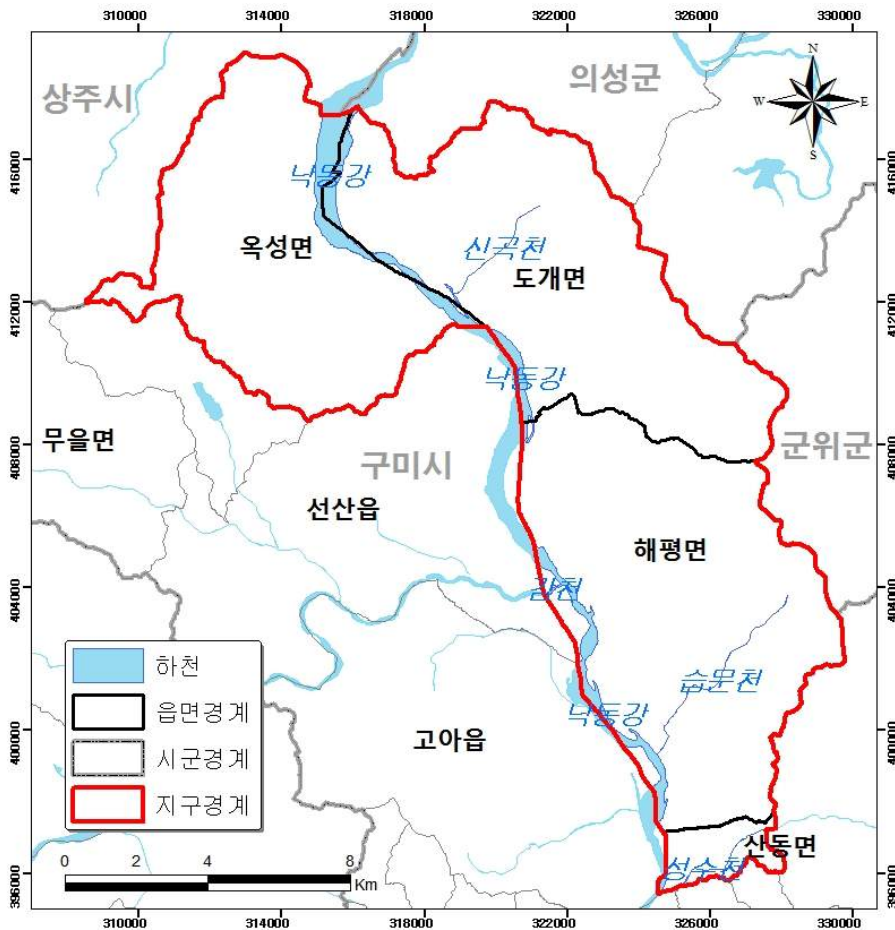 310000 314000 318000 322000 326000 330000
상주시
의성군
N
W E
S
416000 416000
낙동강
옥성면
신곡천
도개면
412000 412000
낙동강
무을면
408000 408000
구미시
군위군
선산읍
해평면
404000 404000
감천
하천
습문천
읍면경계
낙동강
400000 400000
고아읍
시군경계
지구경계
산동면
성수천
0 2 4 8
Km
396000 396000
310000 314000 318000 322000 326000 330000